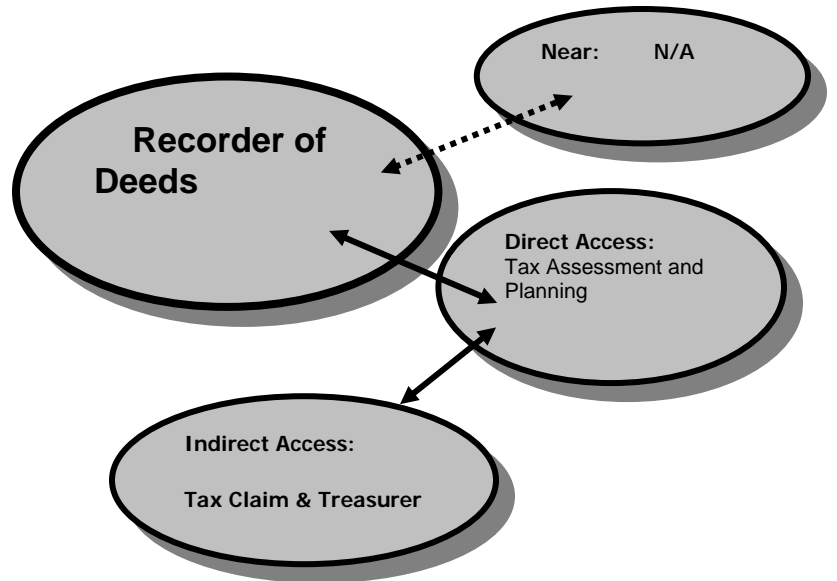 Near: N/A
Recorder of
Deeds
Direct Access:
Tax Assessment and
Planning
Indirect Access:
Tax Claim & Treasurer